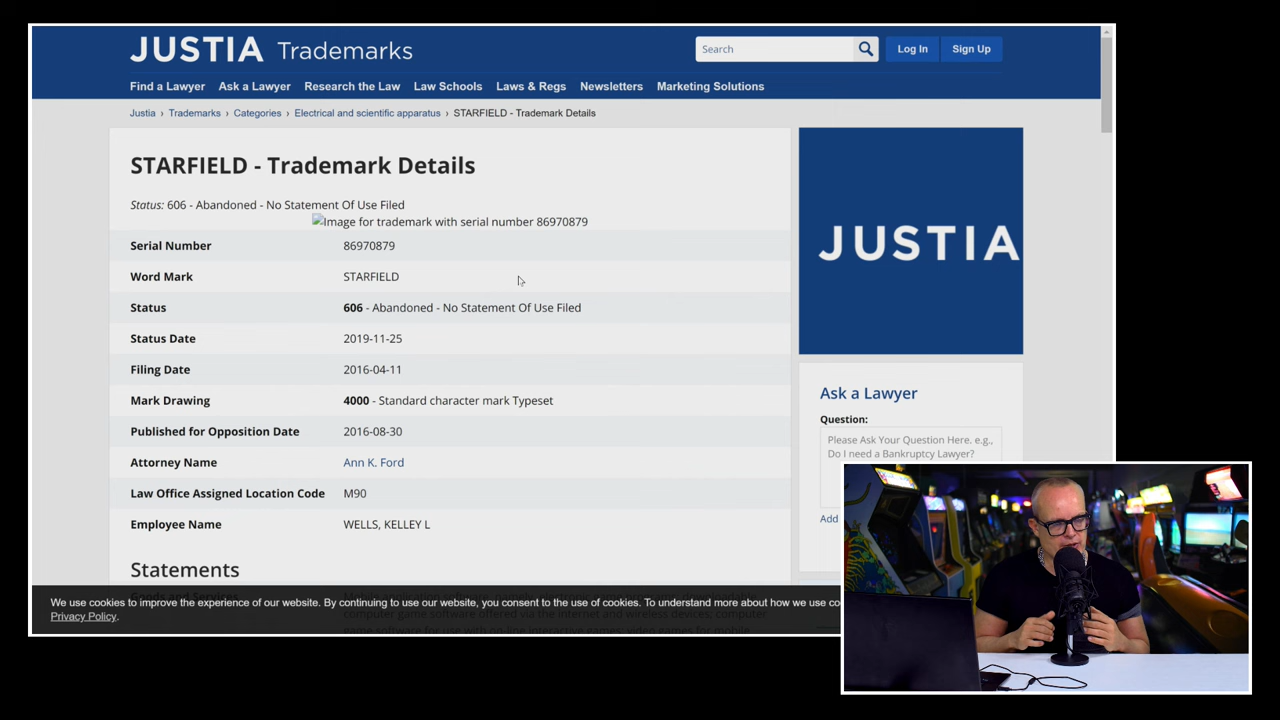 JUSTIA Trademarks
Search
Log In
Sign Up
Find a Lawyer Ask a Lawyer Research the Law Law Schools Laws & Regs Newsletters Marketing Solutions
Justia › Trademarks › Categories › Electrical and scientific apparatus › STARFIELD - Trademark Details
STARFIELD - Trademark Details
Status: 606 - Abandoned - No Statement Of Use Filed
Image for trademark with serial number 86970879
Serial Number 86970879
Word Mark STARFIELD
Status 606 - Abandoned - No Statement Of Use Filed
Status Date 2019-11-25
Filing Date 2016-04-11
Mark Drawing 4000 - Standard character mark Typeset
Published for Opposition Date 2016-08-30
Attorney Name Ann K. Ford
Law Office Assigned Location Code M90
Employee Name WELLS, KELLEY L
Statements
JUSTIA
Ask a Lawyer
Question:
Please Ask Your Question Here. e.g.,
Do I need a Bankruptcy Lawyer?
Add
We use cookies to improve the experience of our website. By continuing to use our website, you consent to the use of cookies. To understand more about how we use co
Privacy Policy.